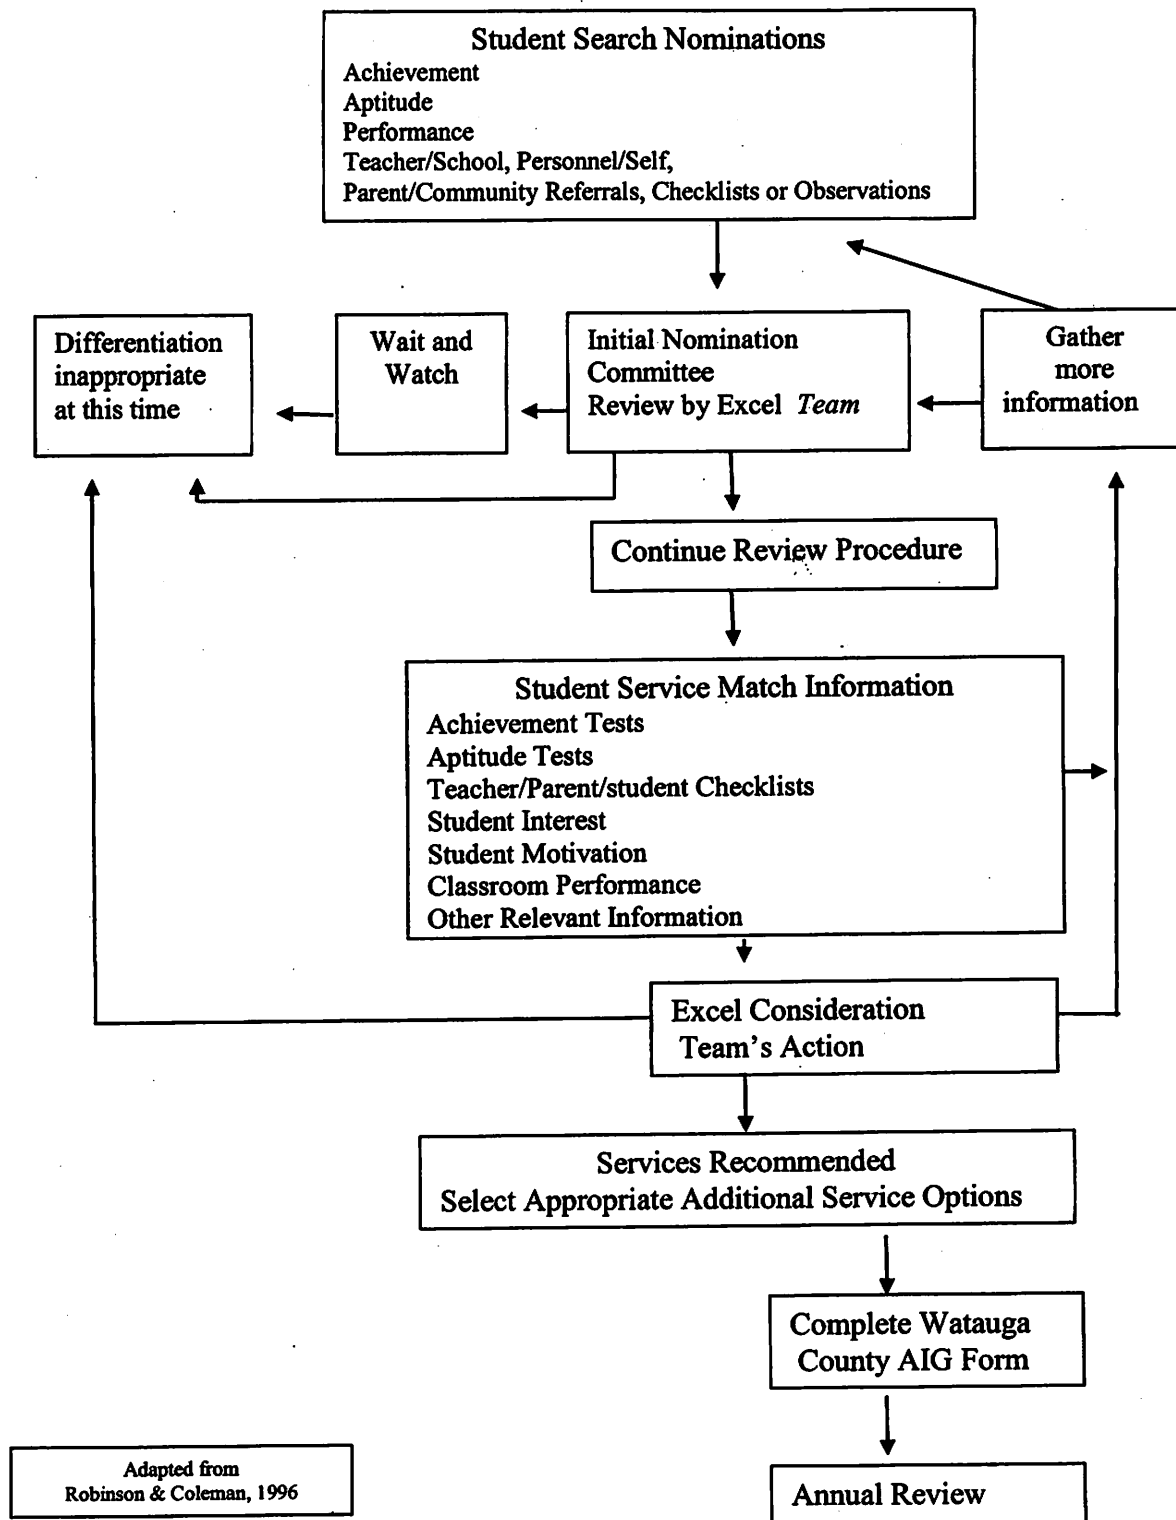 Student Search Nominations
Achievement
Aptitude
Performance
Teacher/School, Personnel/Self,
Parent/Community Referrals, Checklists or Observations
Differentiation
inappropriate
at this time
Wait and
Watch
Initial Nomination
Committee
Review by Excel Team
Gather
more
information
Continue Review Procedure
Student Service Match Information
Achievement Tests
Aptitude Tests
Teacher/Parent/student Checklists
Student Interest
Student Motivation
Classroom Performance
Other Relevant Information
Excel Consideration
Team's Action
Services Recommended
Select Appropriate Additional Service Options
Complete Watauga
County AIG Form
Adapted from
Robinson & Coleman, 1996
Annual Review